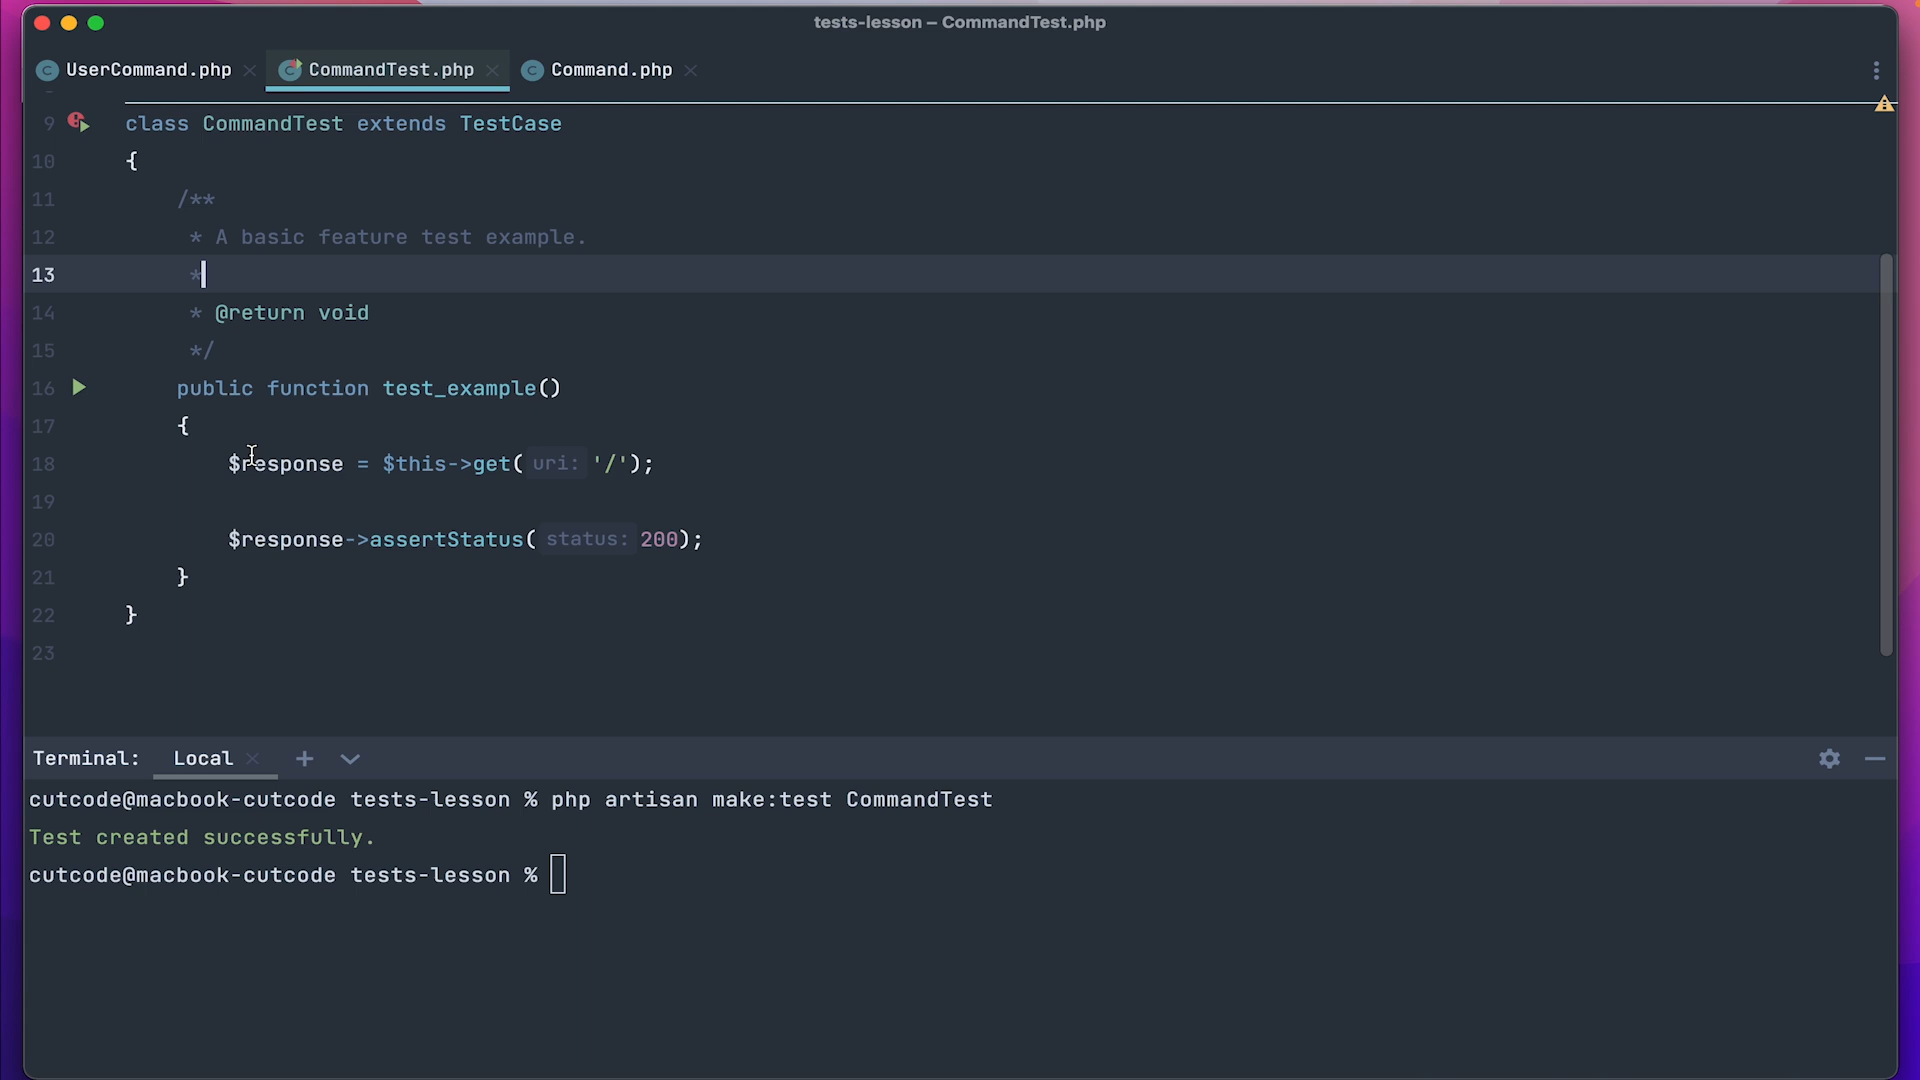 tests-lesson – CommandTest.php
UserCommand.php CommandTest.php Command.php
9 class CommandTest extends TestCase
10 {
11 /**
12 * A basic feature test example.
13 *
14 * @return void
15 */
16 public function test_example()
17 {
18 $response = $this->get( uri: '/');
19
20 $response->assertStatus( status: 200);
21 }
22 }
23
Terminal: Local
cutcode@macbook-cutcode tests-lesson % php artisan make:test CommandTest
Test created successfully.
cutcode@macbook-cutcode tests-lesson %